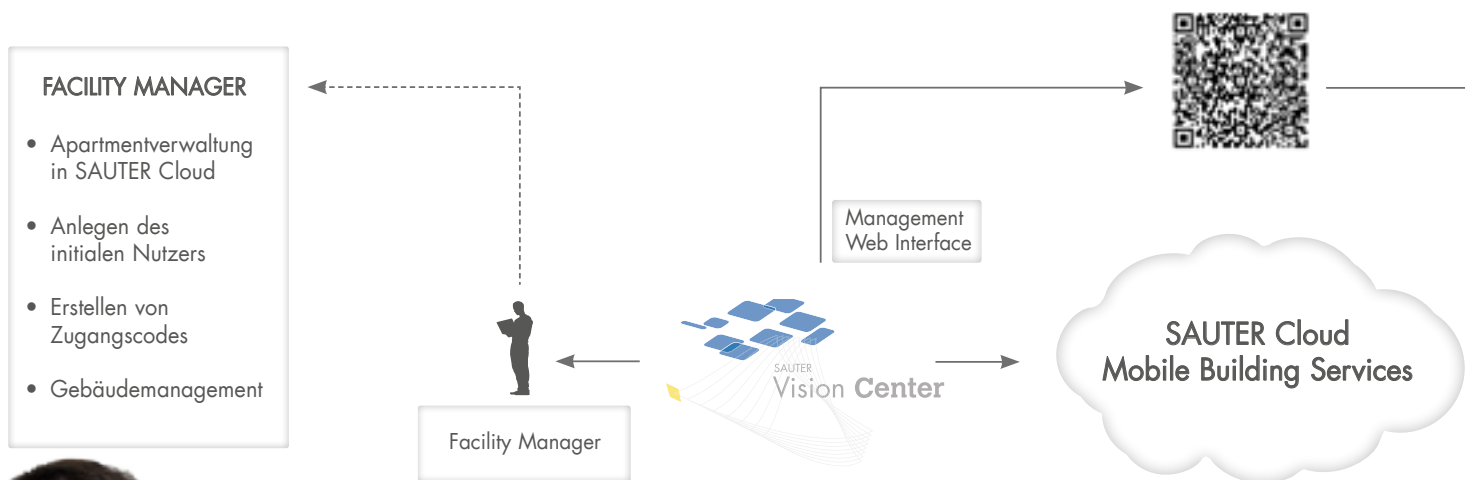 FACILITY MANAGER
• Apartmentverwaltung
in SAUTER Cloud
• Anlegen des
initialen Nutzers
• Erstellen von
Zugangscodes
• Gebäudemanagement
Facility Manager
Management
Web Interface
SAUTER
Vision Center
SAUTER Cloud
Mobile Building Services